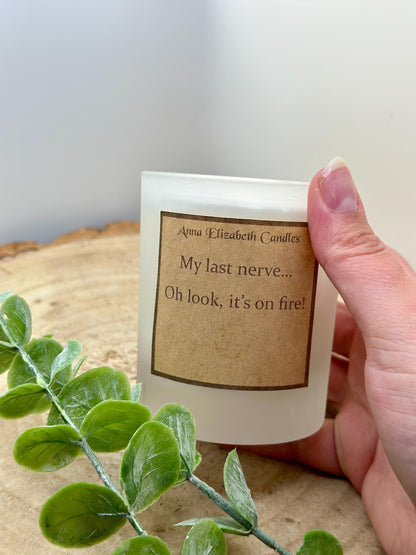 Anna Elizabeth Candles
My last nerve...
Oh look, it's on fire!